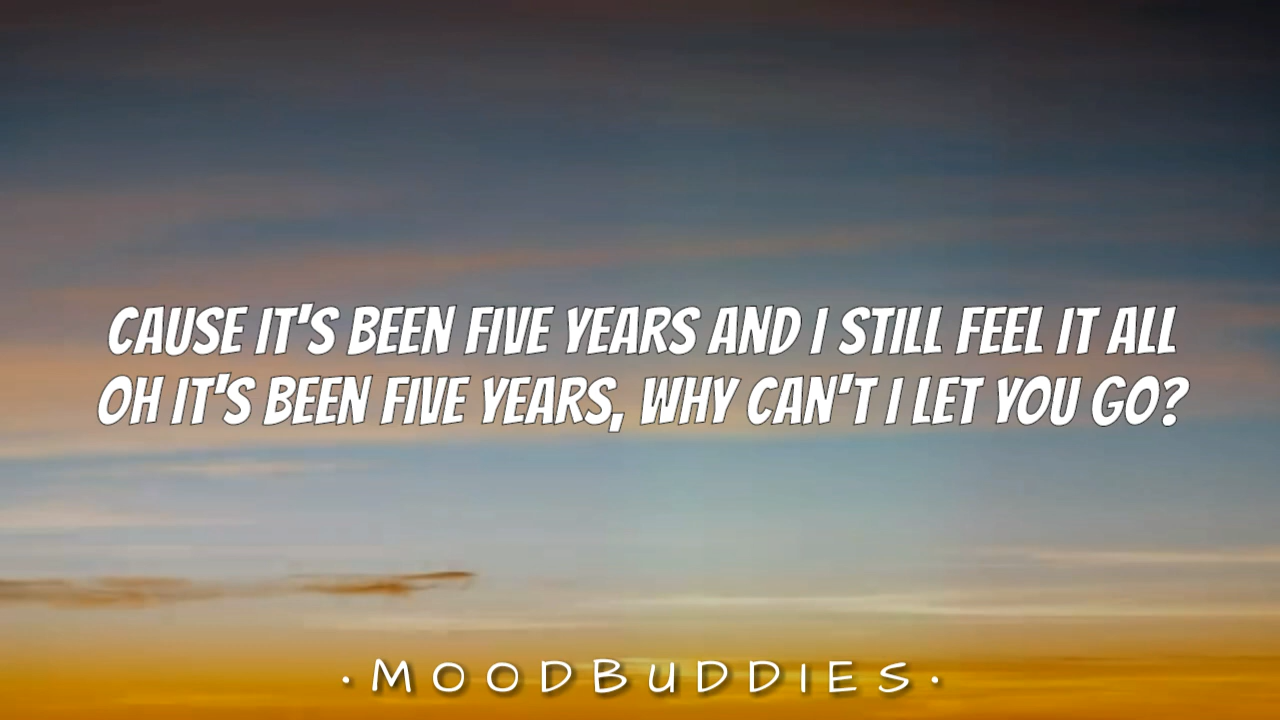 CAUSE IT'S BEEN FIVE YEARS AND I STILL FEEL IT ALL
OH IT'S BEEN FIVE YEARS, WHY CAN'T I LET YOU GO?
· MOODBUDDIES ·